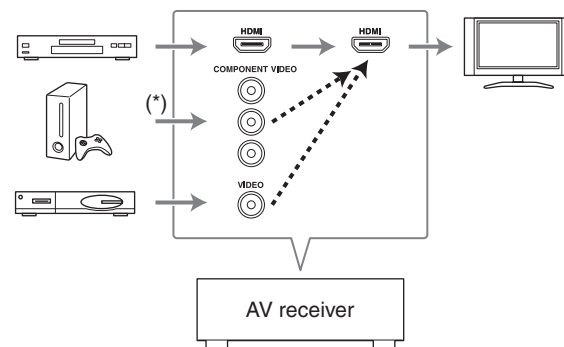 HDMI
HDMI
COMPONENT VIDEO
(*)
VIDEO
AV receiver